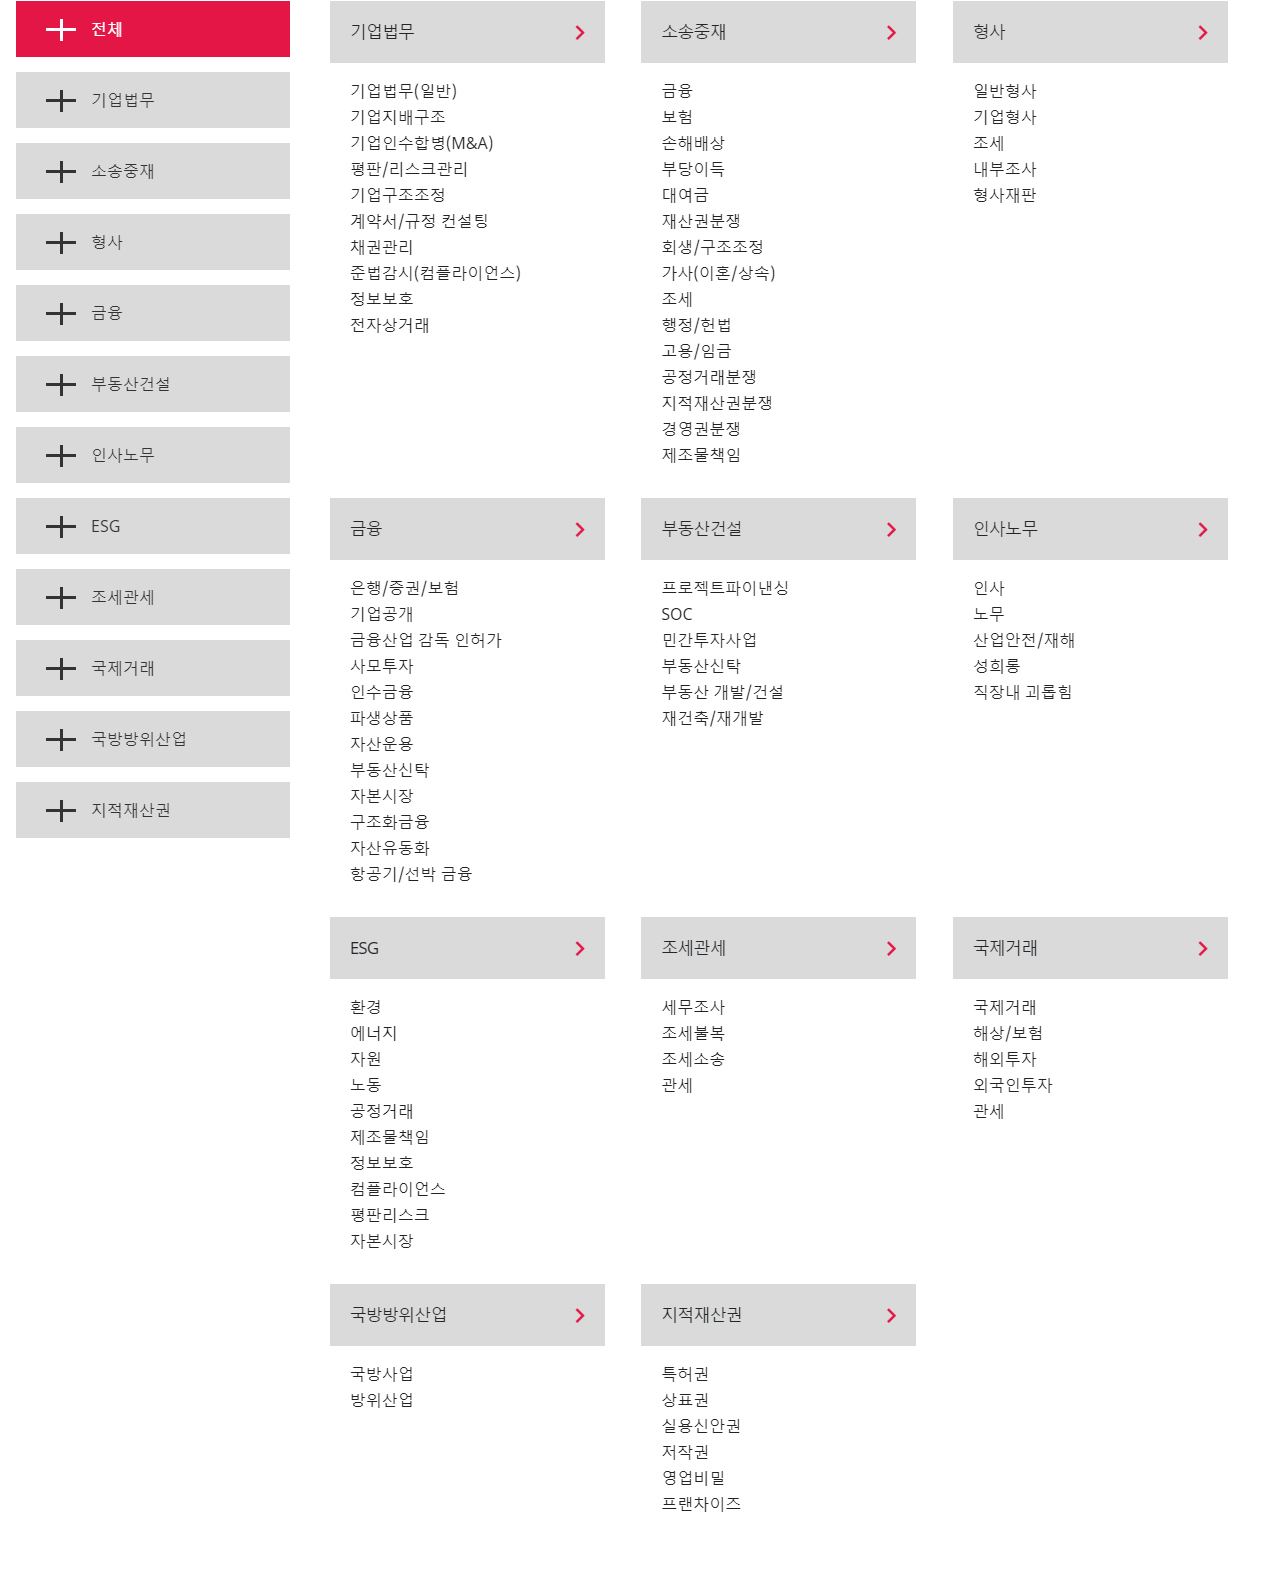 전체
기업법무
소송중재
형사
금융
부동산건설
인사노무
ESG
조세관세
국제거래
국방방위산업
지적재산권
기업법무
기업법무(일반)
기업지배구조
기업인수합병(M&A)
평판/리스크관리
기업구조조정
계약서/규정 컨설팅
채권관리
준법감시(컴플라이언스)
정보보호
전자상거래
소송중재
금융
보험
손해배상
부당이득
대여금
재산권분쟁
회생/구조조정
가사(이혼/상속)
조세
행정/헌법
고용/임금
공정거래분쟁
지적재산권분쟁
경영권분쟁
제조물책임
형사
일반형사
기업형사
조세
내부조사
형사재판
금융
은행/증권/보험
기업공개
금융산업 감독 인허가
사모투자
인수금융
파생상품
자산운용
부동산신탁
자본시장
구조화금융
자산유동화
항공기/선박 금융
부동산건설
프로젝트파이낸싱
SOC
민간투자사업
부동산신탁
부동산 개발/건설
재건축/재개발
인사노무
인사
노무
산업안전/재해
성희롱
직장내 괴롭힘
ESG
환경
에너지
자원
노동
공정거래
제조물책임
정보보호
컴플라이언스
평판리스크
자본시장
조세관세
세무조사
조세불복
조세소송
관세
국제거래
국제거래
해상/보험
해외투자
외국인투자
관세
국방방위산업
국방사업
방위산업
지적재산권
특허권
상표권
실용신안권
저작권
영업비밀
프랜차이즈